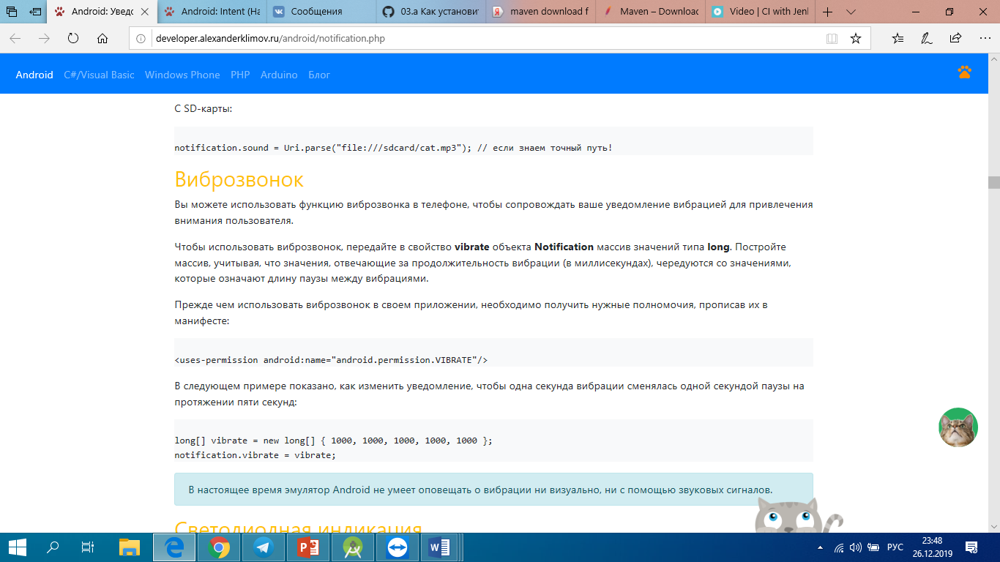 Android: Уведо
Android: Intent (На
Сообщения
03.a Как установит
maven download f
Maven – Downloac
Video | CI with Jenl
developer.alexanderklimov.ru/android/notification.php
Android C#/Visual Basic Windows Phone PHP Arduino Блог
С SD-карты:
notification.sound = Uri.parse("file:///sdcard/cat.mp3"); // если знаем точный путь!
Виброзвонок
Вы можете использовать функцию виброзвонка в телефоне, чтобы сопровождать ваше уведомление вибрацией для привлечения
внимания пользователя.
Чтобы использовать виброзвонок, передайте в свойство vibrate объекта Notification массив значений типа long. Постройте
массив, учитывая, что значения, отвечающие за продолжительность вибрации (в миллисекундах), чередуются со значениями,
которые означают длину паузы между вибрациями.
Прежде чем использовать виброзвонок в своем приложении, необходимо получить нужные полномочия, прописав их в
манифесте:
<uses-permission android:name="android.permission.VIBRATE"/>
В следующем примере показано, как изменить уведомление, чтобы одна секунда вибрации сменялась одной секундой паузы на
протяжении пяти секунд:
long[] vibrate = new long[] { 1000, 1000, 1000, 1000, 1000 };
notification.vibrate = vibrate;
В настоящее время эмулятор Android не умеет оповещать о вибрации ни визуально, ни с помощью звуковых сигналов.
Светодиодная индикация
РУС
23:48
26.12.2019